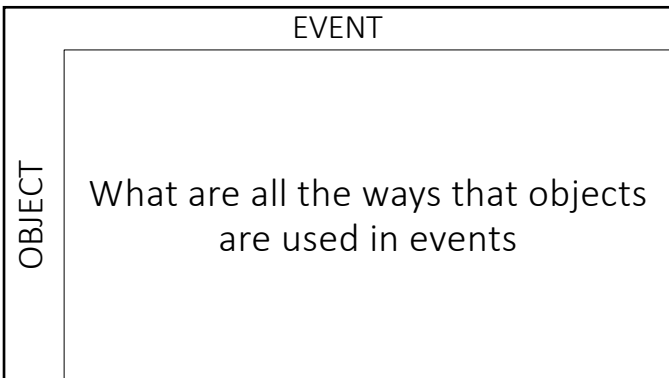 EVENT
OBJECT
What are all the ways that objects
are used in events